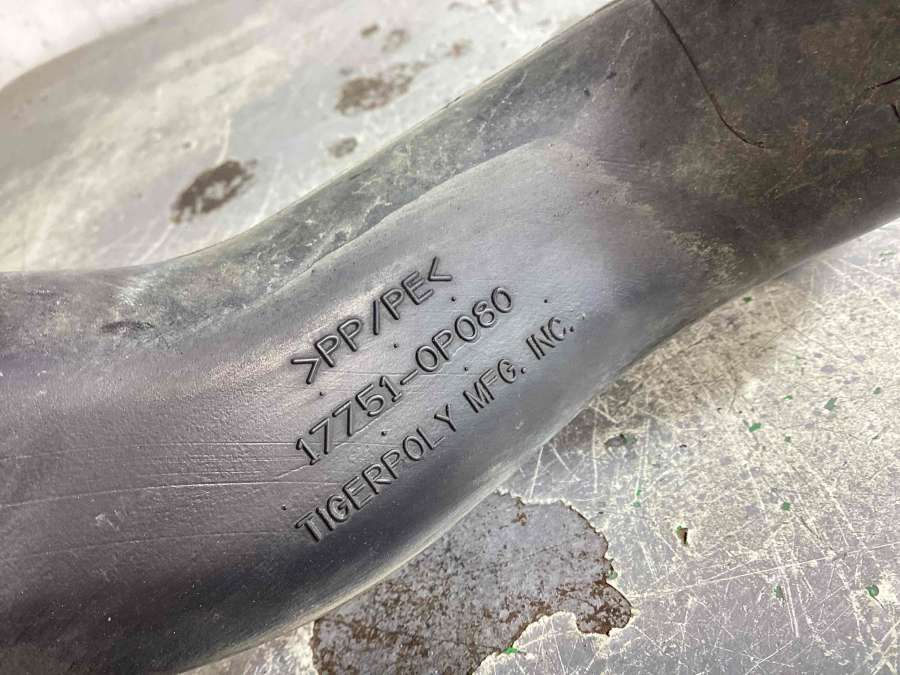 >PP/PE<
17751-0P080
TIGERPOLY MFG. INC.